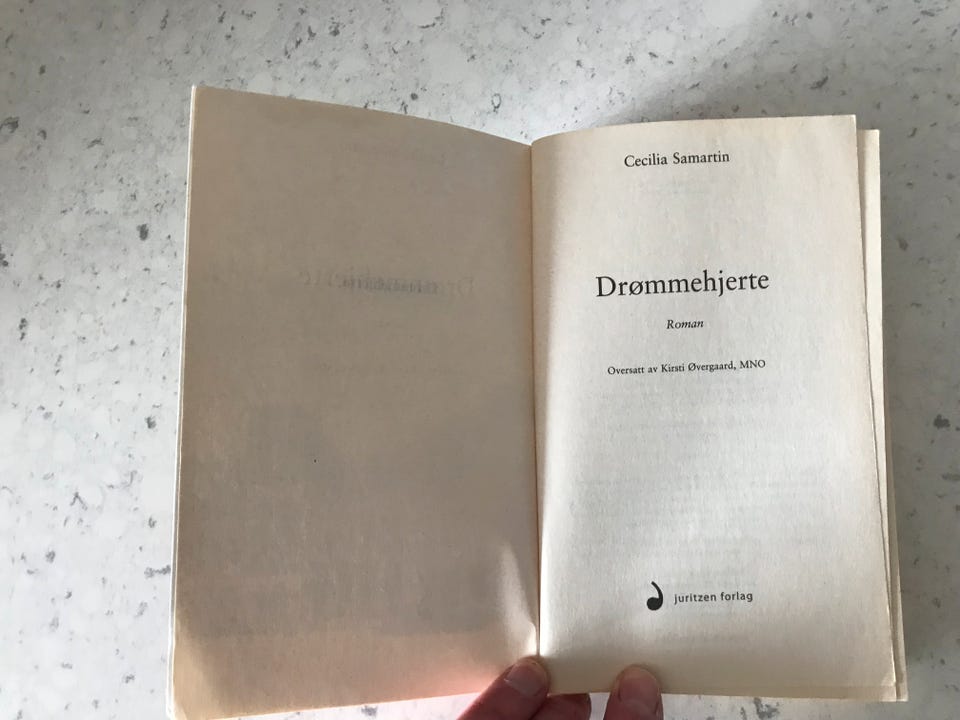 Cecilia Samartin
Drømmehjerte
Roman
Oversatt av Kirsti Øvergaard, MNO
juritzen forlag